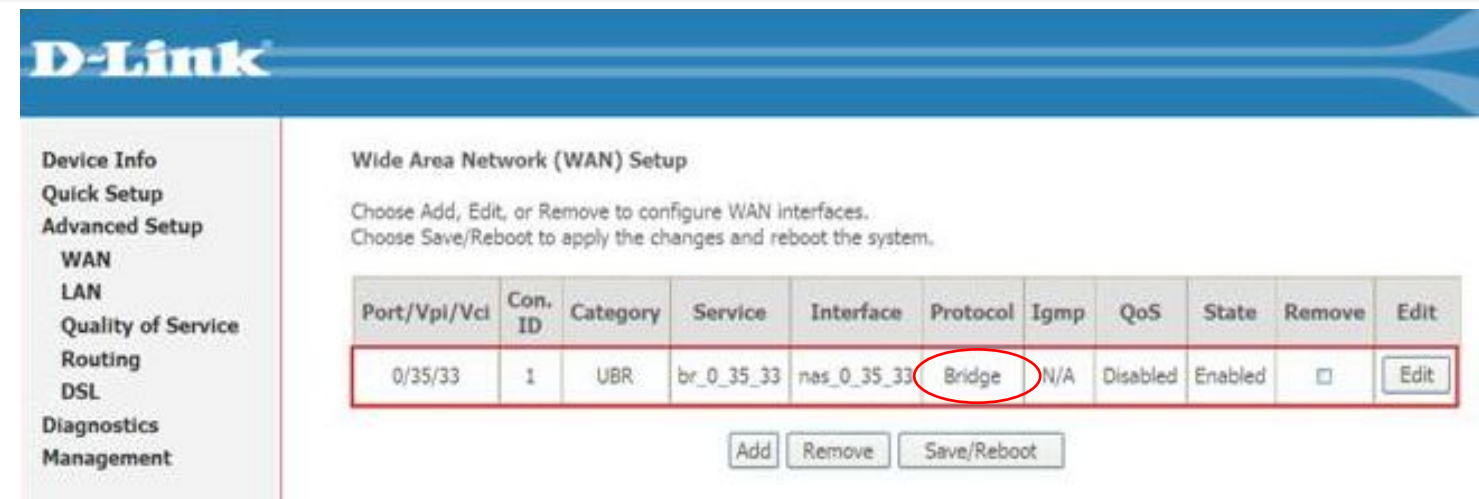 D-Link
Device Info
Quick Setup
Advanced Setup
WAN
LAN
Quality of Service
Routing
DSL
Diagnostics
Management
Wide Area Network (WAN) Setup
Choose Add, Edit, or Remove to configure WAN interfaces.
Choose Save/Reboot to apply the changes and reboot the system.
Port/Vpi/Vci Con. ID Category Service Interface Protocol Igmp QoS State Remove Edit
0/35/33 1 UBR br_0_35_33 nas_0_35_33 Bridge N/A Disabled Enabled Edit
Add Remove Save/Reboot